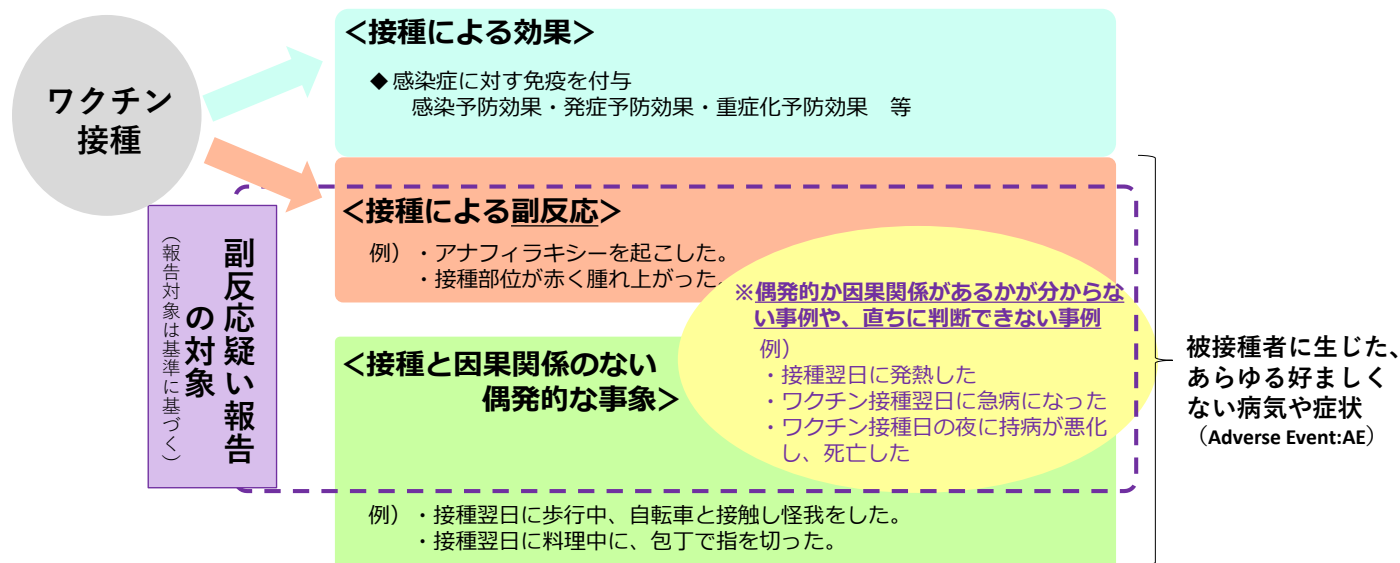 ワクチン
接種
＜接種による効果＞
◆ 感染症に対す免疫を付与
感染予防効果・発症予防効果・重症化予防効果　等
＜接種による副反応＞
例）・アナフィラキシーを起こした。
・接種部位が赤く腫れ上がった。
副反応疑い報告
の対象
（報告対象は基準に基づく）
※偶発的か因果関係があるかが分からな
い事例や、直ちに判断できない事例
例）
・接種翌日に発熱した
・ワクチン接種翌日に急病になった
・ワクチン接種日の夜に持病が悪化
し、死亡した
＜接種と因果関係のない
偶発的な事象＞
例）・接種翌日に歩行中、自転車と接触し怪我をした。
・接種翌日に料理中に、包丁で指を切った。
被接種者に生じた、
あらゆる好ましく
ない病気や症状
（Adverse Event:AE）